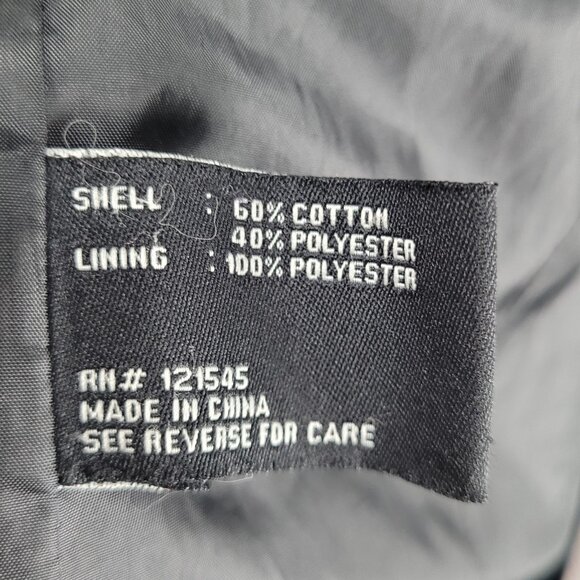 SHELL : 60% COTTON
40% POLYESTER
LINING : 100% POLYESTER
RN# 121545
MADE IN CHINA
SEE REVERSE FOR CARE